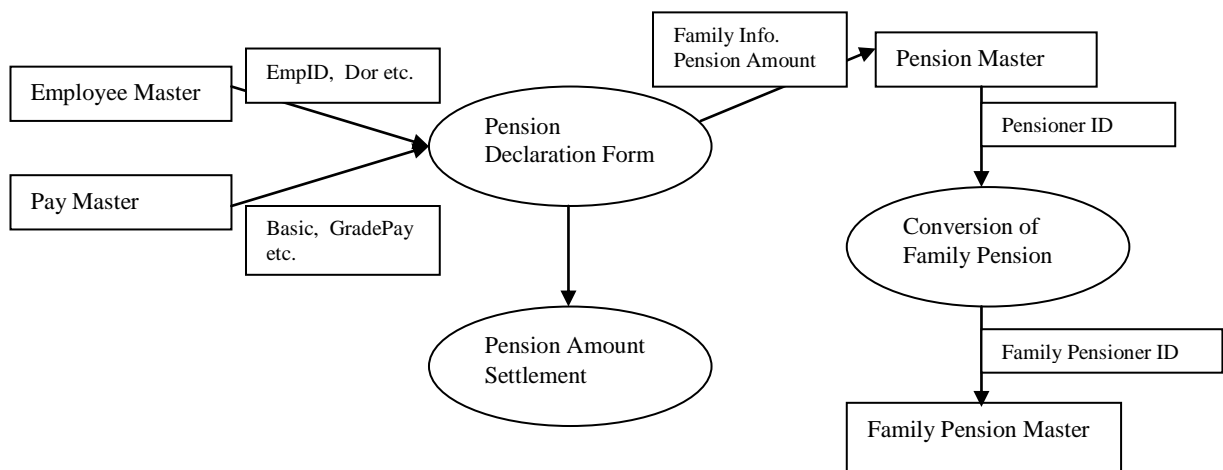 Employee Master
EmpID, Dor etc.
Pay Master
Basic, GradePay
etc.
Pension
Declaration Form
Family Info.
Pension Amount
Pension Master
Pensioner ID
Conversion of
Family Pension
Pension Amount
Settlement
Family Pensioner ID
Family Pension Master